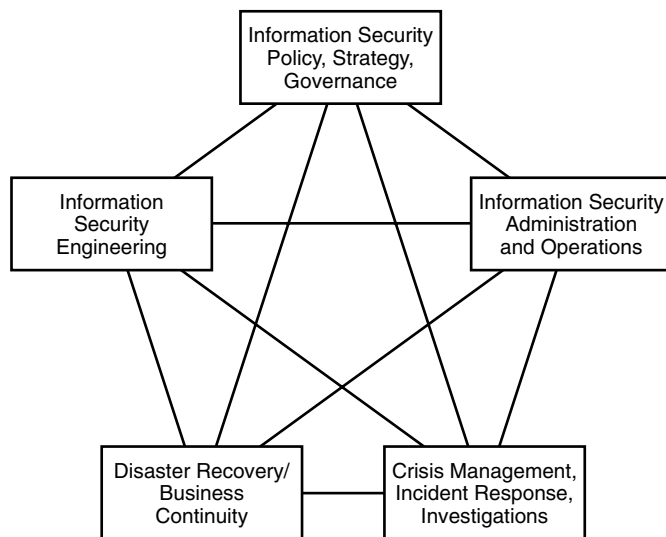 Information Security
Policy, Strategy,
Governance
Information
Security
Engineering
Information Security
Administration
and Operations
Disaster Recovery/
Business
Continuity
Crisis Management,
Incident Response,
Investigations